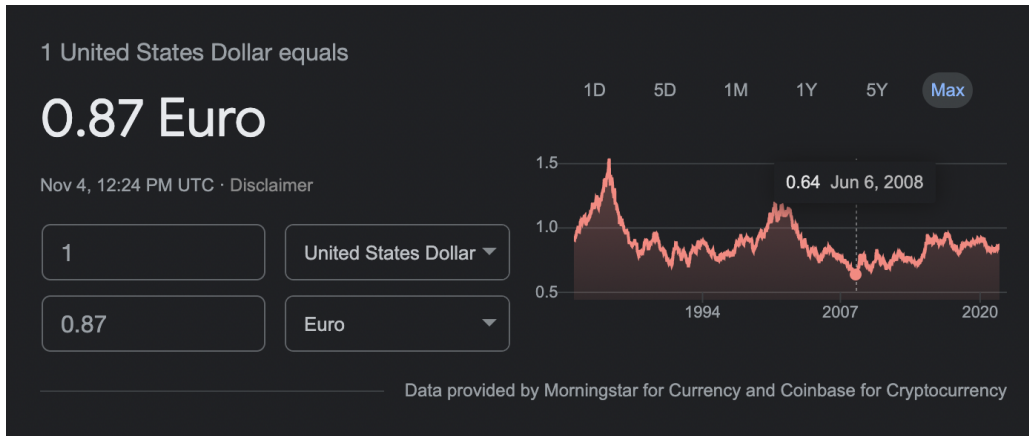 1 United States Dollar equals
0.87 Euro
Nov 4, 12:24 PM UTC · Disclaimer
1
United States Dollar
0.87
Euro
1D 5D 1M 1Y 5Y Max
1.5
0.64 Jun 6, 2008
1.0
0.5
1994 2007 2020
Data provided by Morningstar for Currency and Coinbase for Cryptocurrency